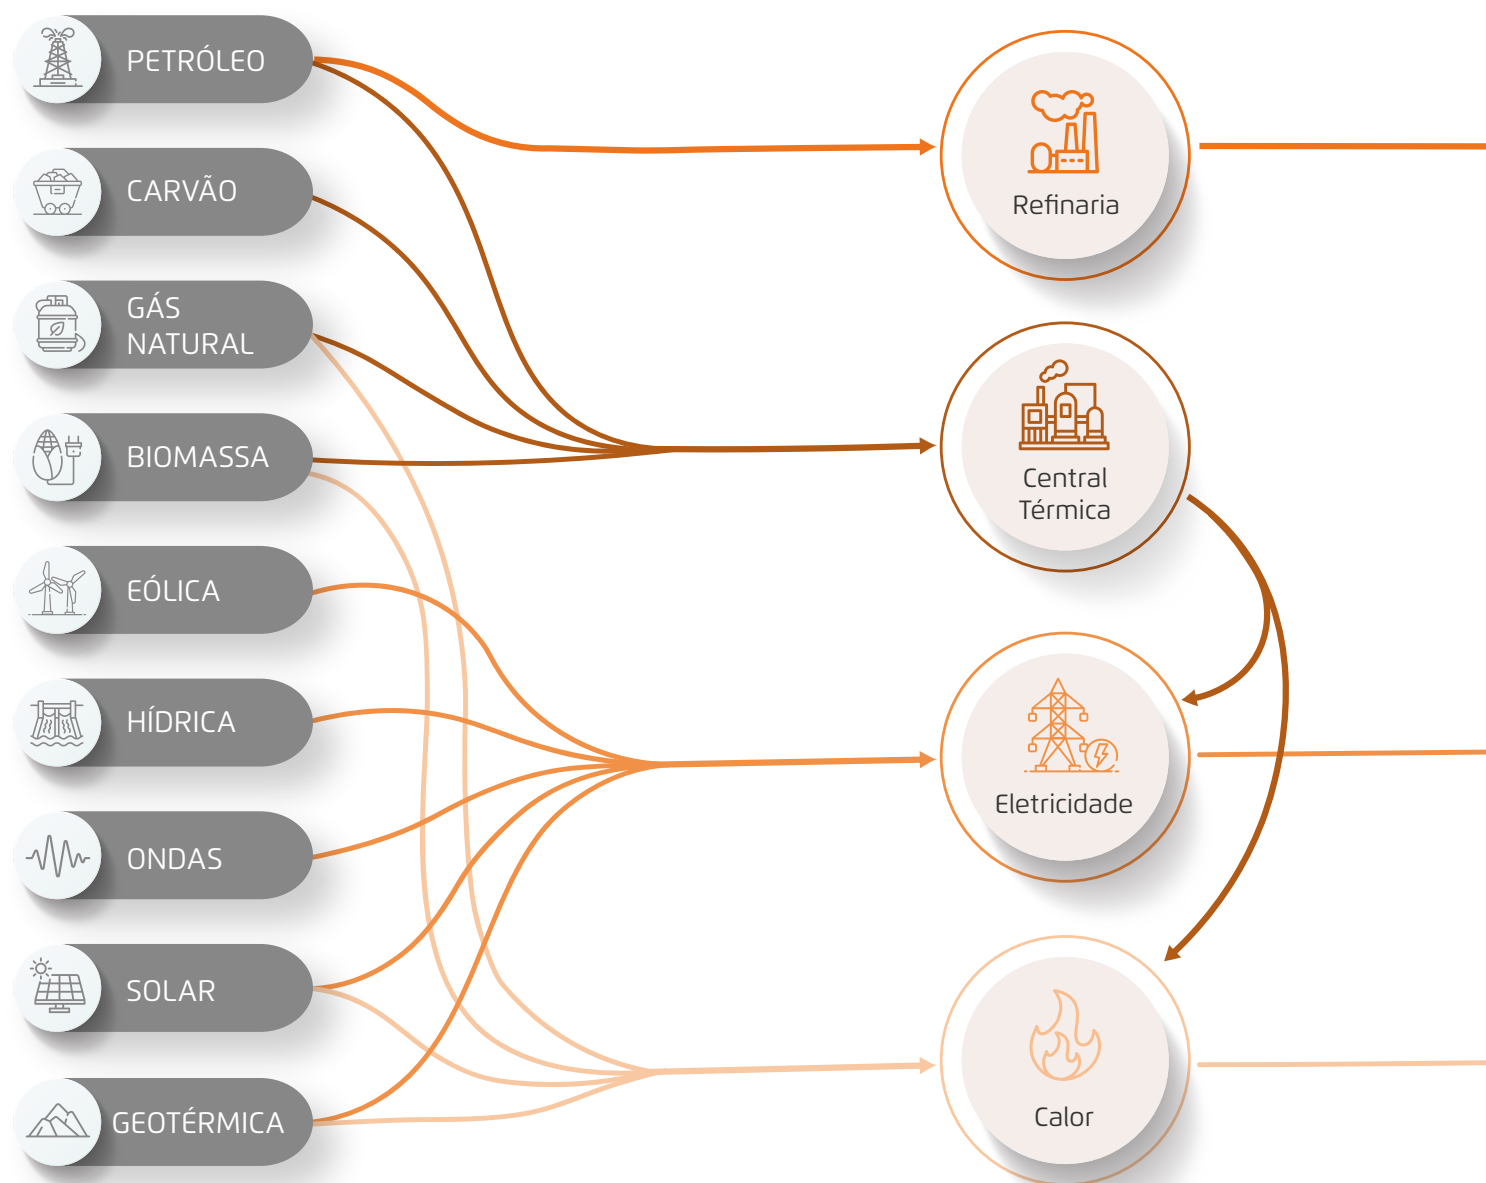 PETRÓLEO
CARVÃO
GÁS
NATURAL
BIOMASSA
EÓLICA
HÍDRICA
ONDAS
SOLAR
GEOTÉRMICA
Refinaria
Central
Térmica
Eletricidade
Calor